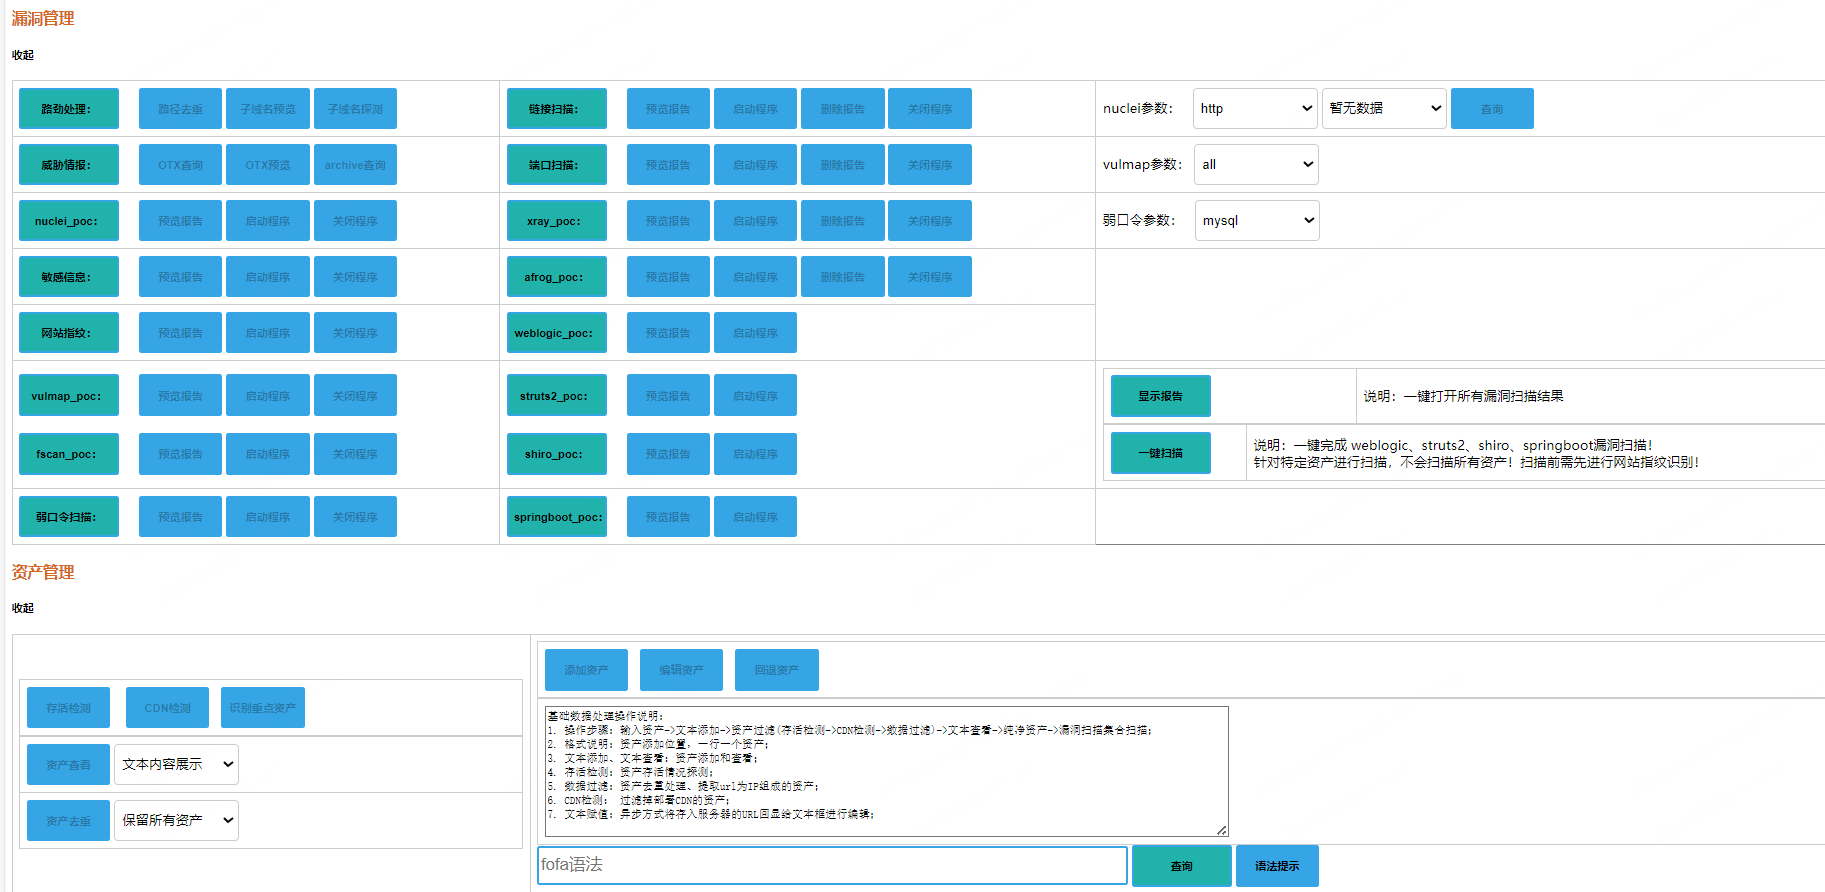 漏洞管理
收起
路劲处理： 路径去重 子域名预览 子域名探测 链接扫描： 预览报告 启动程序 删除报告 关闭程序 nuclei参数： http 暂无数据 查询
威胁情报： OTX查询 OTX预览 archive查询 端口扫描： 预览报告 启动程序 删除报告 关闭程序 vulmap参数： all
nuclei_poc： 预览报告 启动程序 关闭程序 xray_poc： 预览报告 启动程序 删除报告 关闭程序 弱口令参数： mysql
敏感信息： 预览报告 启动程序 关闭程序 afrog_poc： 预览报告 启动程序 删除报告 关闭程序
网站指纹： 预览报告 启动程序 关闭程序 weblogic_poc： 预览报告 启动程序
vulmap_poc： 预览报告 启动程序 关闭程序 struts2_poc： 预览报告 启动程序 显示报告 说明：一键打开所有漏洞扫描结果
fscan_poc： 预览报告 启动程序 关闭程序 shiro_poc： 预览报告 启动程序 一键扫描 说明：一键完成 weblogic、struts2、shiro、springboot漏洞扫描！
针对特定资产进行扫描，不会扫描所有资产！扫描前需先进行网站指纹识别！
弱口令扫描： 预览报告 启动程序 关闭程序 springboot_poc： 预览报告 启动程序
资产管理
收起
添加资产 编辑资产 回退资产
存活检测 CDN检测 识别重点资产
资产查看 文本内容展示
资产去重 保留所有资产
基础数据处理操作说明：
1. 操作步骤：输入资产->文本添加->资产过滤(存活检测->CDN检测->数据过滤)->文本查看->纯净资产->漏洞扫描集合扫描；
2. 格式说明：资产添加位置，一行一个资产；
3. 文本添加、文本查看：资产添加和查看；
4. 存活检测：资产存活情况探测；
5. 数据过滤：资产去重处理、提取url为IP组成的资产；
6. CDN检测： 过滤掉部署CDN的资产；
7. 文本赋值：异步方式将存入服务器的URL回显给文本框进行编辑；
fofa语法 查询 语法提示